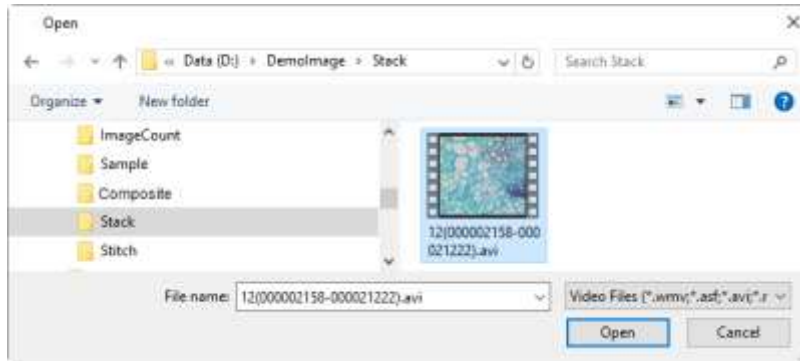 Open
« Data (D:) › DemoImage › Stack
Search Stack
Organize
New folder
ImageCount
Sample
Composite
Stack
Stitch
12(000002158-000
021222).avi
File name: 12(000002158-000021222).avi
Video Files (*.wmv;*.asf;*.avi;*.r
Open
Cancel